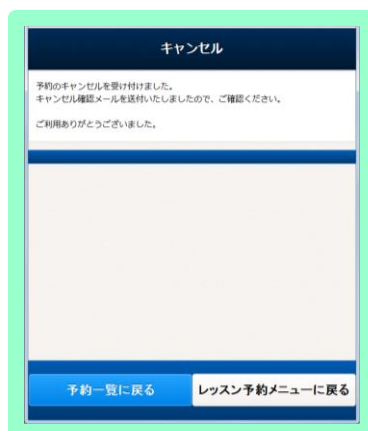 キャンセル
予約のキャンセルを受け付けました。
キャンセル確認メールを送付いたしましたので、ご確認ください。
ご利用ありがとうございました。
予約一覧に戻る
レッスン予約メニューに戻る